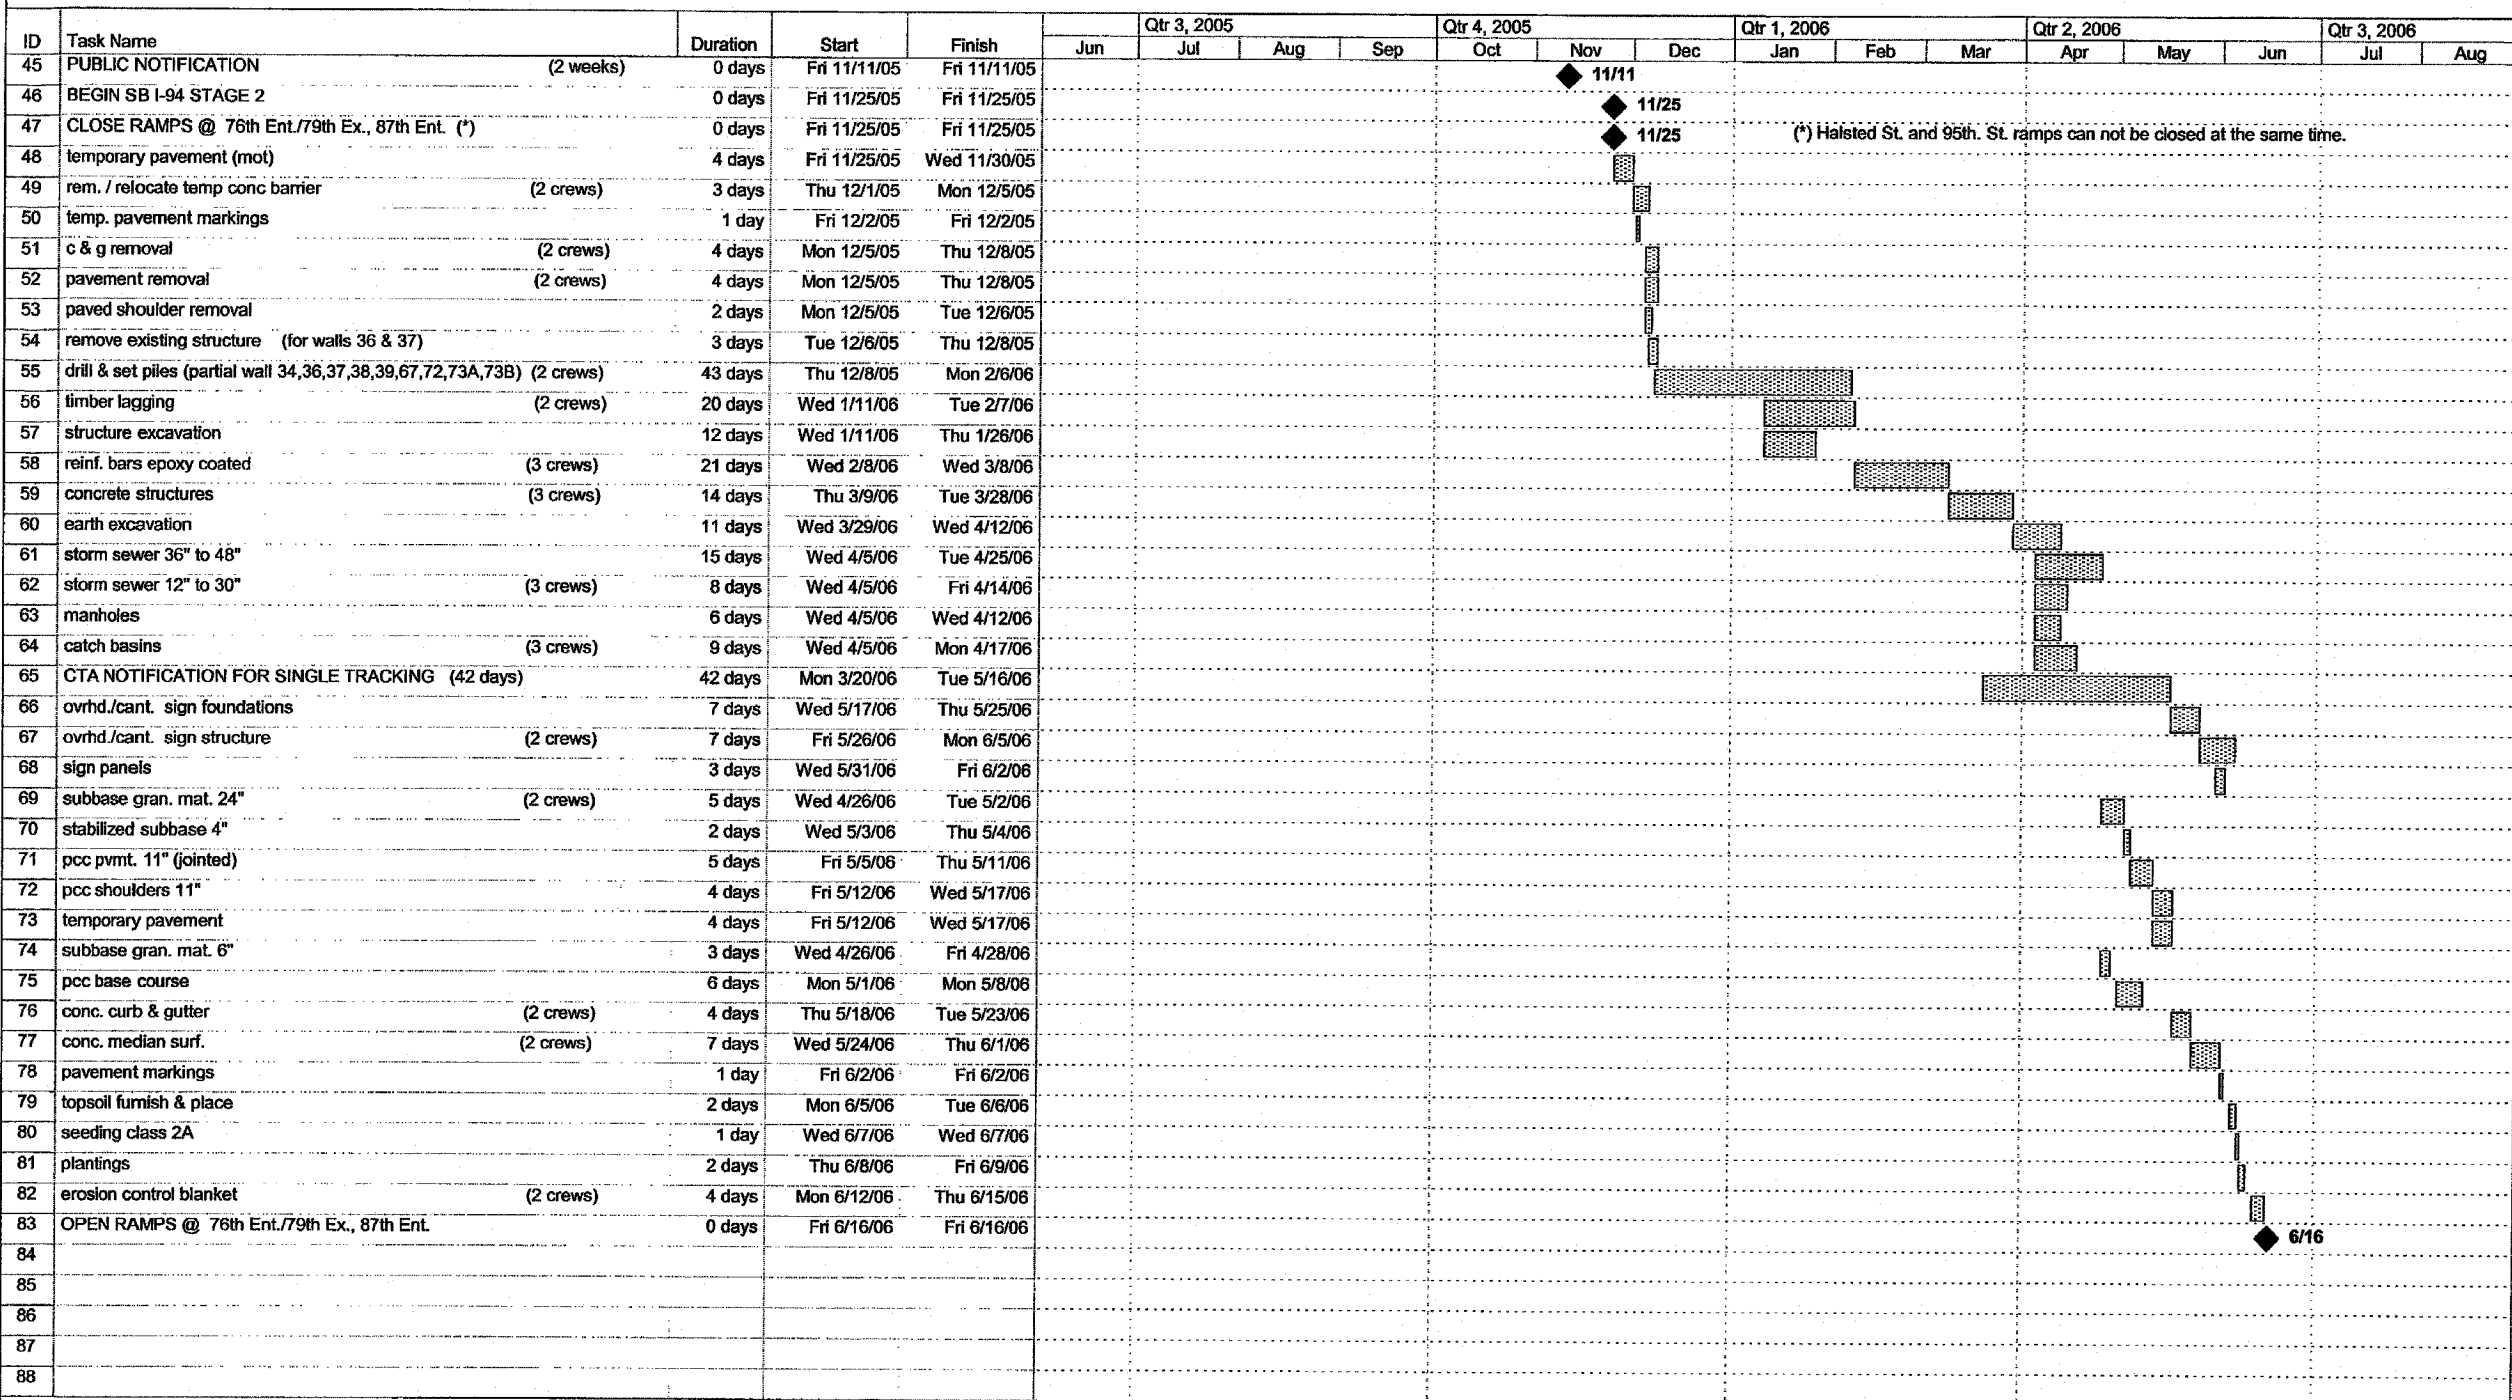 Qtr 3, 2005 Qtr 4, 2005 Qtr 1, 2006 Qtr 2, 2006 Qtr 3, 2006
ID Task Name Duration Start Finish Jun Jul Aug Sep Oct Nov Dec Jan Feb Mar Apr May Jun Jul Aug
45 PUBLIC NOTIFICATION (2 weeks) 0 days Fri 11/11/05 Fri 11/11/05 11/11
46 BEGIN SB I-94 STAGE 2 0 days Fri 11/25/05 Fri 11/25/05 11/25
47 CLOSE RAMPS @ 76th Ent./79th Ex., 87th Ent. (*) 0 days Fri 11/25/05 Fri 11/25/05 11/25 (*) Halsted St. and 95th. St. ramps can not be closed at the same time.
48 temporary pavement (mot) 4 days Fri 11/25/05 Wed 11/30/05
49 rem. / relocate temp conc barrier (2 crews) 3 days Thu 12/1/05 Mon 12/5/05
50 temp. pavement markings 1 day Fri 12/2/05 Fri 12/2/05
51 c & g removal (2 crews) 4 days Mon 12/5/05 Thu 12/8/05
52 pavement removal (2 crews) 4 days Mon 12/5/05 Thu 12/8/05
53 paved shoulder removal 2 days Mon 12/5/05 Tue 12/6/05
54 remove existing structure (for walls 36 & 37) 3 days Tue 12/6/05 Thu 12/8/05
55 drill & set piles (partial wall 34,36,37,38,39,67,72,73A,73B) (2 crews) 43 days Thu 12/8/05 Mon 2/6/06
56 timber lagging (2 crews) 20 days Wed 1/11/06 Tue 2/7/06
57 structure excavation 12 days Wed 1/11/06 Thu 1/26/06
58 reinf. bars epoxy coated (3 crews) 21 days Wed 2/8/06 Wed 3/8/06
59 concrete structures (3 crews) 14 days Thu 3/9/06 Tue 3/28/06
60 earth excavation 11 days Wed 3/29/06 Wed 4/12/06
61 storm sewer 36" to 48" 15 days Wed 4/5/06 Tue 4/25/06
62 storm sewer 12" to 30" (3 crews) 8 days Wed 4/5/06 Fri 4/14/06
63 manholes 6 days Wed 4/5/06 Wed 4/12/06
64 catch basins (3 crews) 9 days Wed 4/5/06 Mon 4/17/06
65 CTA NOTIFICATION FOR SINGLE TRACKING (42 days) 42 days Mon 3/20/06 Tue 5/16/06
66 ovrhd./cant. sign foundations 7 days Wed 5/17/06 Thu 5/25/06
67 ovrhd./cant. sign structure (2 crews) 7 days Fri 5/26/06 Mon 6/5/06
68 sign panels 3 days Wed 5/31/06 Fri 6/2/06
69 subbase gran. mat. 24" (2 crews) 5 days Wed 4/26/06 Tue 5/2/06
70 stabilized subbase 4" 2 days Wed 5/3/06 Thu 5/4/06
71 pcc pvmt. 11" (jointed) 5 days Fri 5/5/06 Thu 5/11/06
72 pcc shoulders 11" 4 days Fri 5/12/06 Wed 5/17/06
73 temporary pavement 4 days Fri 5/12/06 Wed 5/17/06
74 subbase gran. mat. 6" 3 days Wed 4/26/06 Fri 4/28/06
75 pcc base course 6 days Mon 5/1/06 Mon 5/8/06
76 conc. curb & gutter (2 crews) 4 days Thu 5/18/06 Tue 5/23/06
77 conc. median surf. (2 crews) 7 days Wed 5/24/06 Thu 6/1/06
78 pavement markings 1 day Fri 6/2/06 Fri 6/2/06
79 topsoil furnish & place 2 days Mon 6/5/06 Tue 6/6/06
80 seeding class 2A 1 day Wed 6/7/06 Wed 6/7/06
81 plantings 2 days Thu 6/8/06 Fri 6/9/06
82 erosion control blanket (2 crews) 4 days Mon 6/12/06 Thu 6/15/06
83 OPEN RAMPS @ 76th Ent./79th Ex., 87th Ent. 0 days Fri 6/16/06 Fri 6/16/06 6/16
84
85
86
87
88